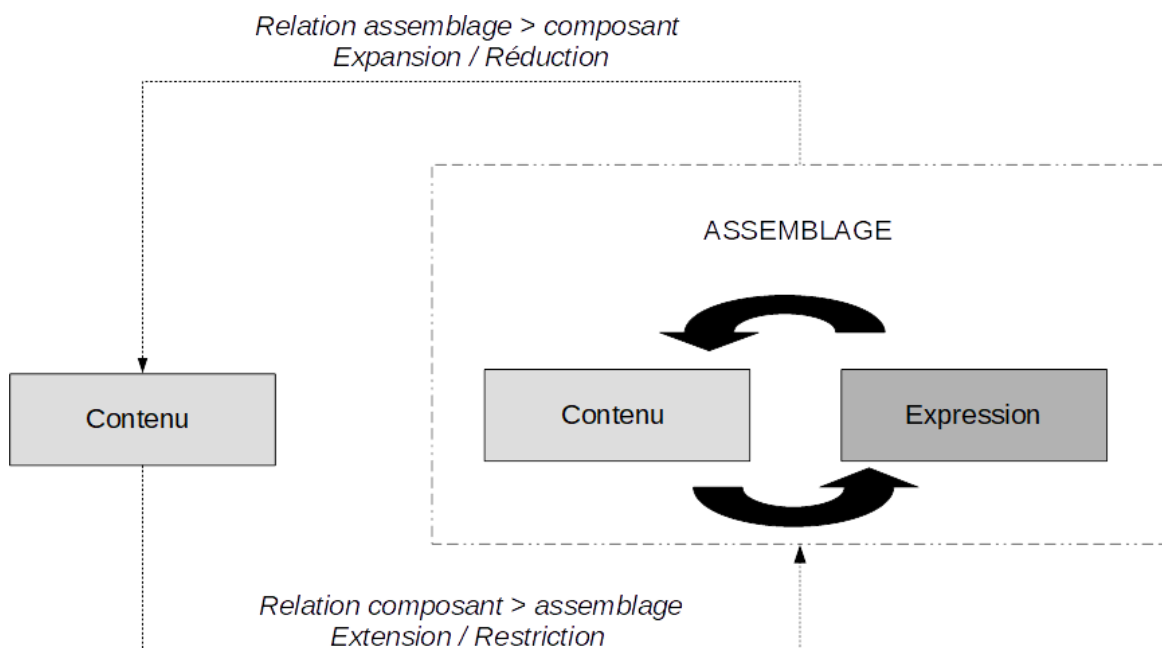 Relation assemblage > composant
Expansion / Réduction
ASSEMBLAGE
Contenu
Contenu
Expression
Relation composant > assemblage
Extension / Restriction